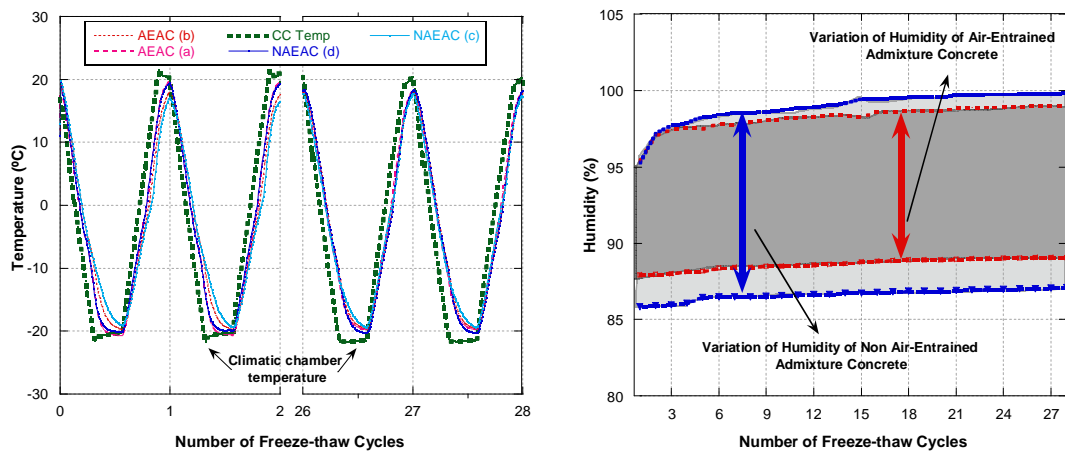 30
20
10
0
-10
-20
-30
Temperature (ºC)
AEAC (b) CC Temp NAEAC (c)
AEAC (a) NAEAC (d)
Climatic chamber
temperature
0 1 2 26 27 28
Number of Freeze-thaw Cycles
Variation of Humidity of Air-Entrained
Admixture Concrete
105
100
95
90
85
80
Humidity (%)
Variation of Humidity of Non Air-Entrained
Admixture Concrete
3 6 9 12 15 18 21 24 27
Number of Freeze-thaw Cycles